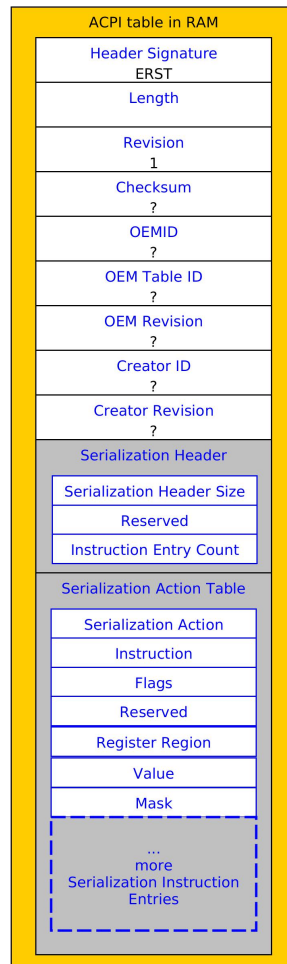 ACPI table in RAM
Header Signature
ERST
Length
Revision
1
Checksum
?
OEMID
?
OEM Table ID
?
OEM Revision
?
Creator ID
?
Creator Revision
?
Serialization Header
Serialization Header Size
Reserved
Instruction Entry Count
Serialization Action Table
Serialization Action
Instruction
Flags
Reserved
Register Region
Value
Mask
...
more
Serialization Instruction
Entries